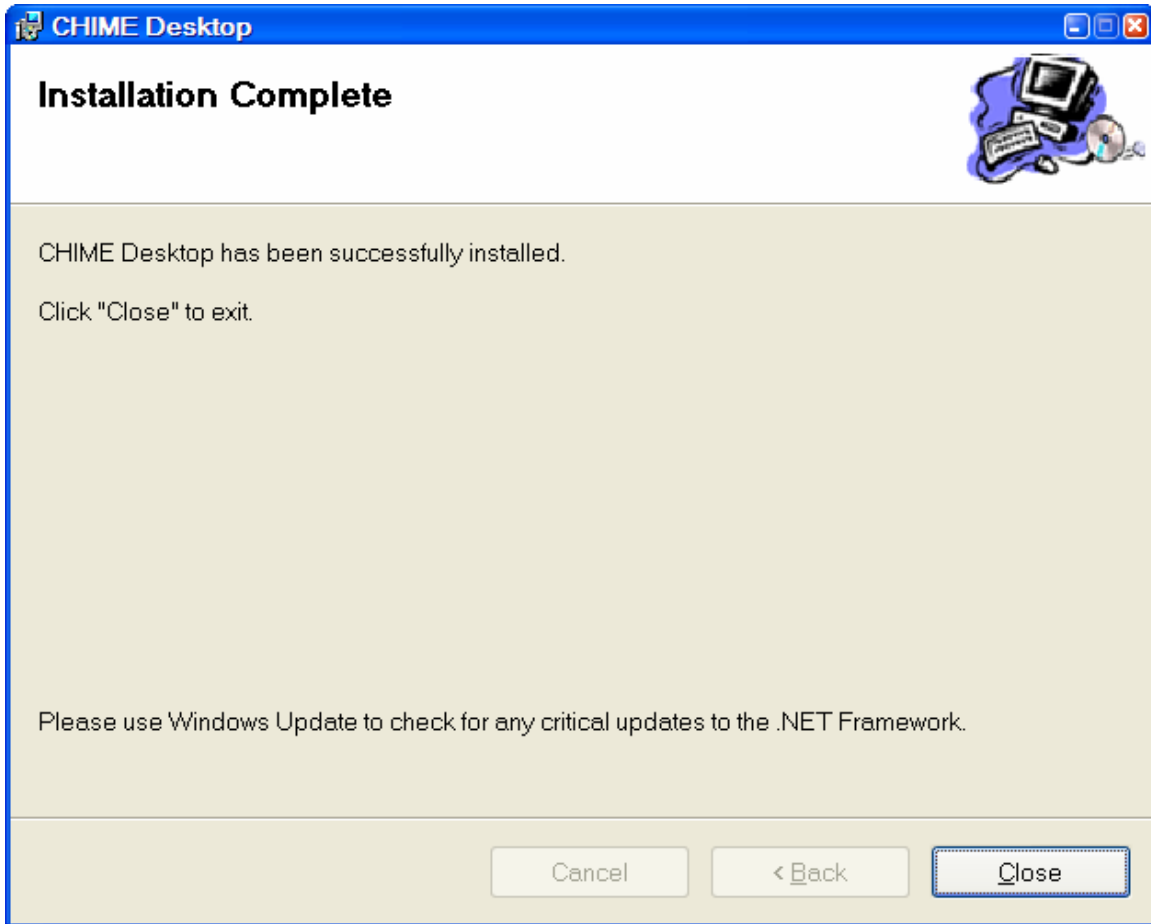 CHIME Desktop
Installation Complete
CHIME Desktop has been successfully installed.
Click "Close" to exit.
Please use Windows Update to check for any critical updates to the .NET Framework.
Cancel
< Back
Close